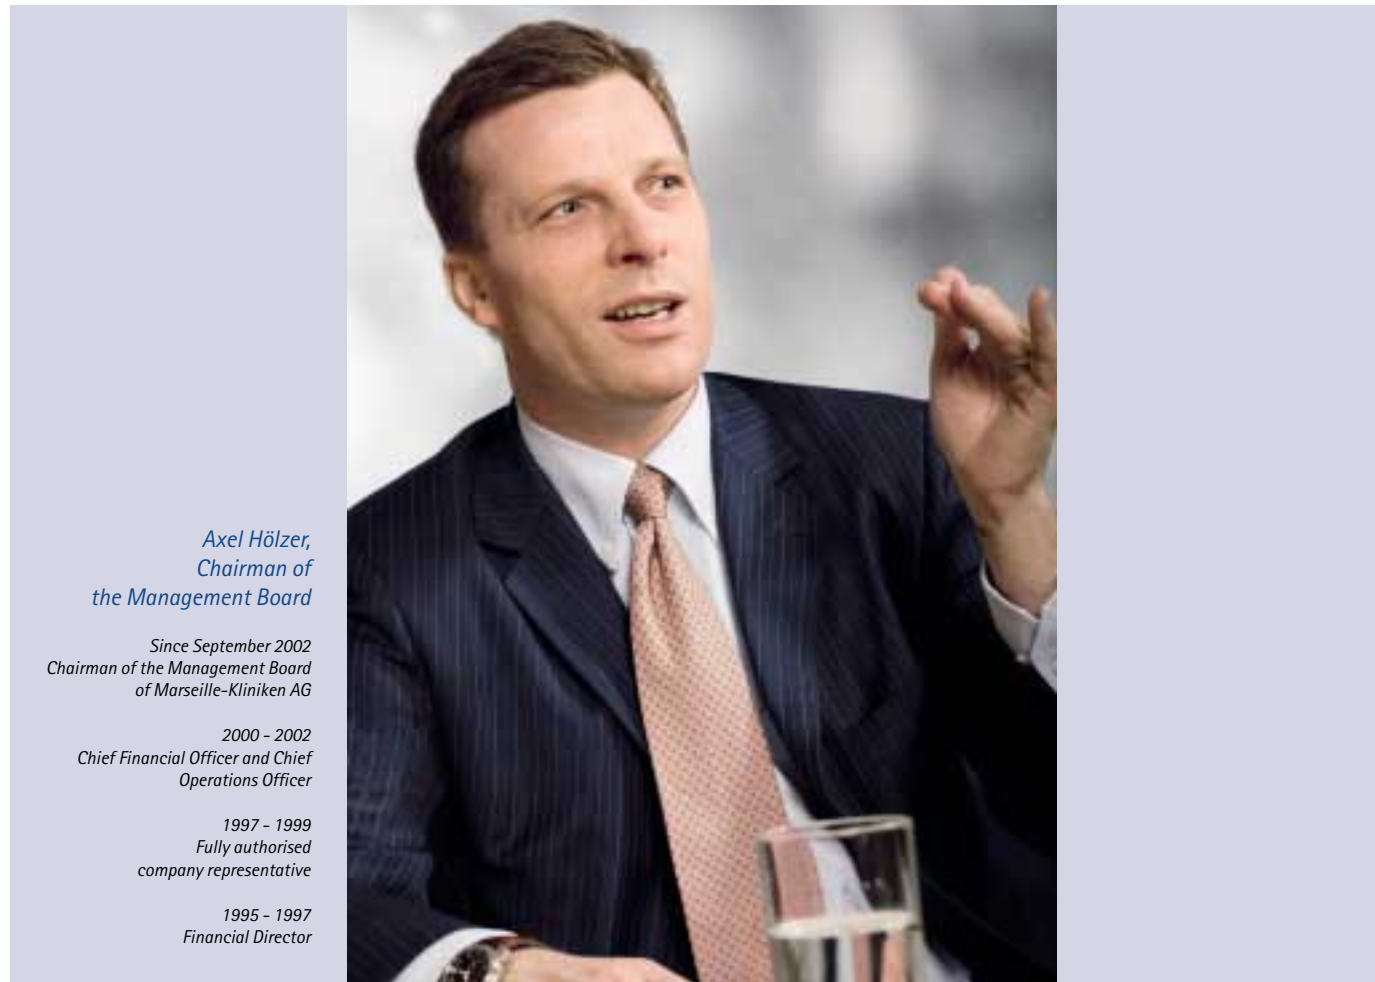 Axel Hölzer,
Chairman of
the Management Board
Since September 2002
Chairman of the Management Board
of Marseille-Kliniken AG
2000 - 2002
Chief Financial Officer and Chief
Operations Officer
1997 - 1999
Fully authorised
company representative
1995 - 1997
Financial Director